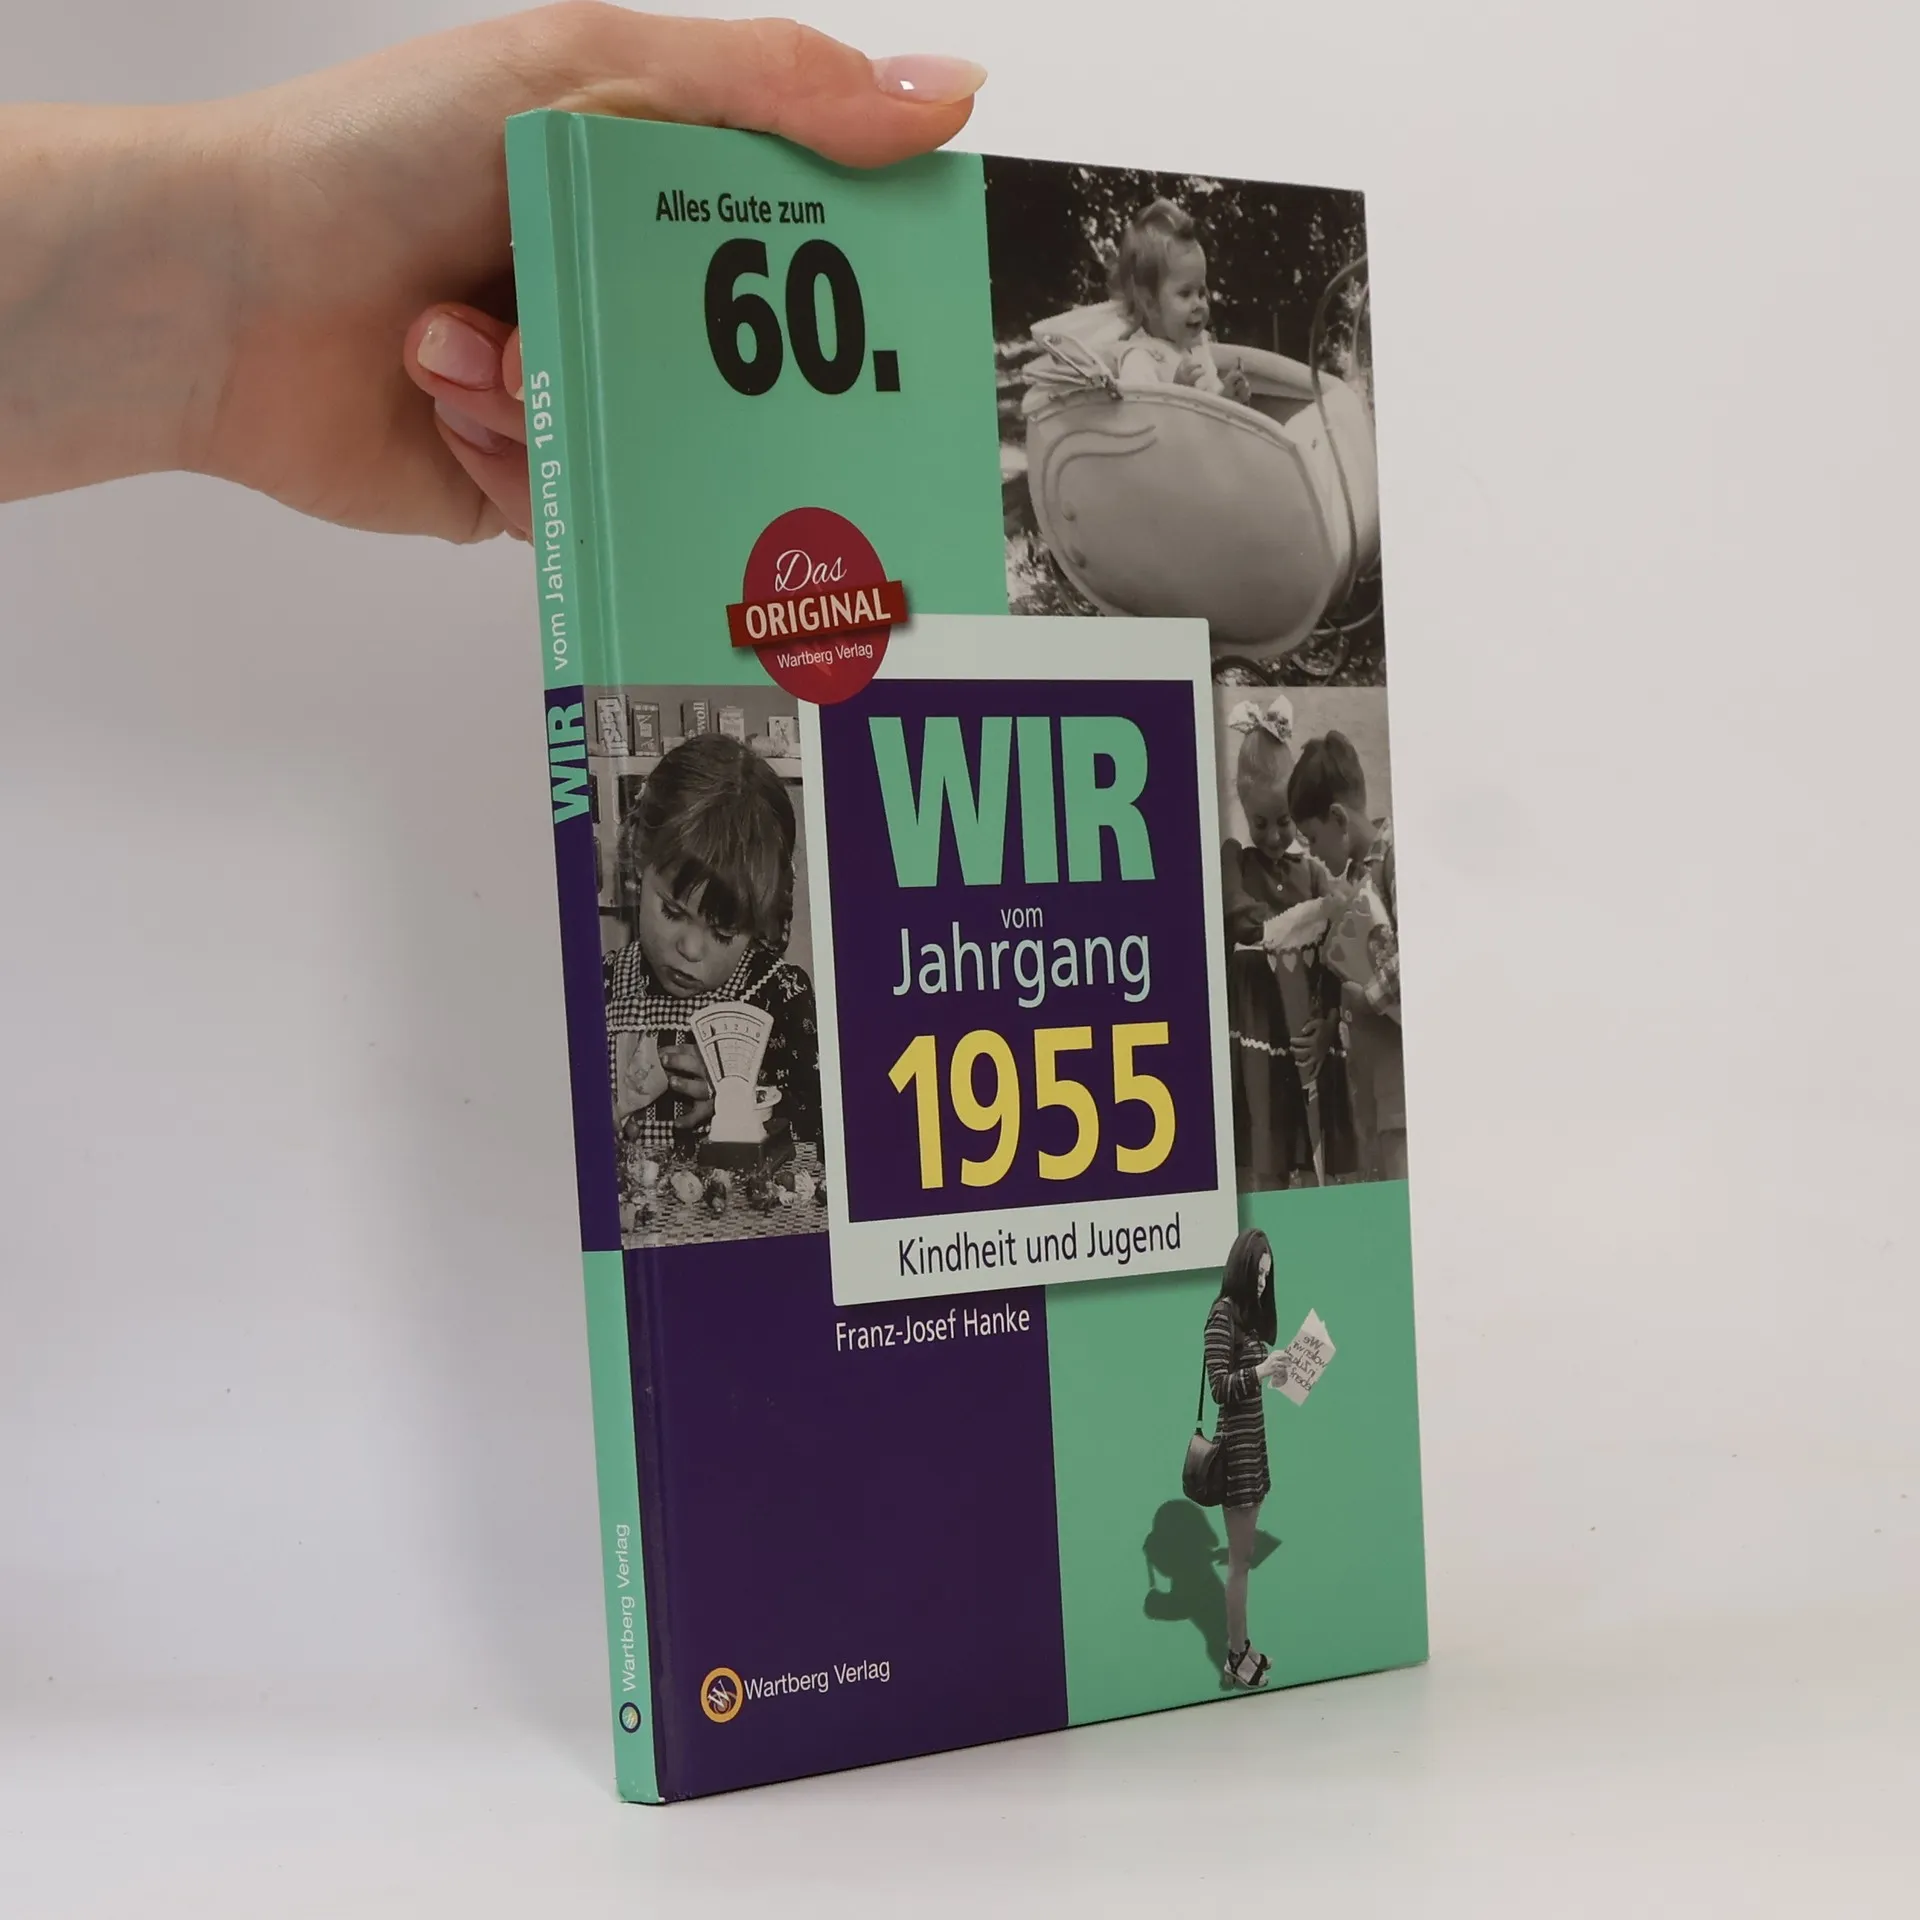 Alles Gute zum
60.
Das
ORIGINAL
Wartberg Verlag
WIR
vom
Jahrgang
1955
Kindheit und Jugend
Franz-Josef Hanke
Wartberg Verlag
WIR vom Jahrgang 1955
Wartberg Verlag